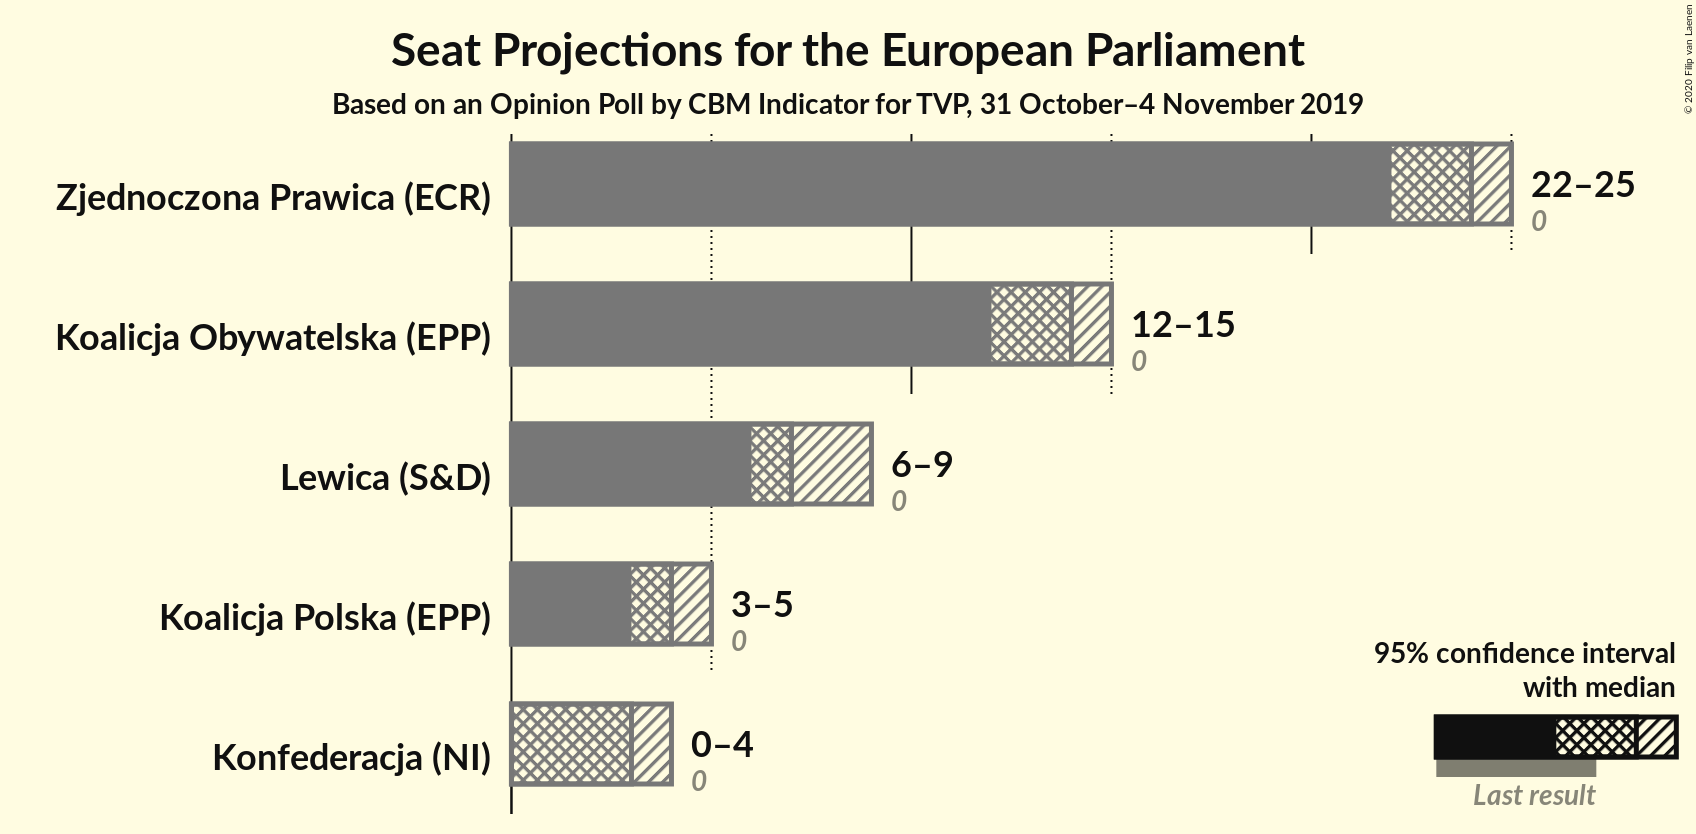 Seat Projections for the European Parliament
Based on an Opinion Poll by CBM Indicator for TVP, 31 October–4 November 2019
© 2020 Filip van Laenen
Zjednoczona Prawica (ECR)
22–25
0
Koalicja Obywatelska (EPP)
12–15
0
Lewica (S&D)
6–9
0
Koalicja Polska (EPP)
3–5
0
Konfederacja (NI)
0–4
0
95% confidence interval
with median
Last result